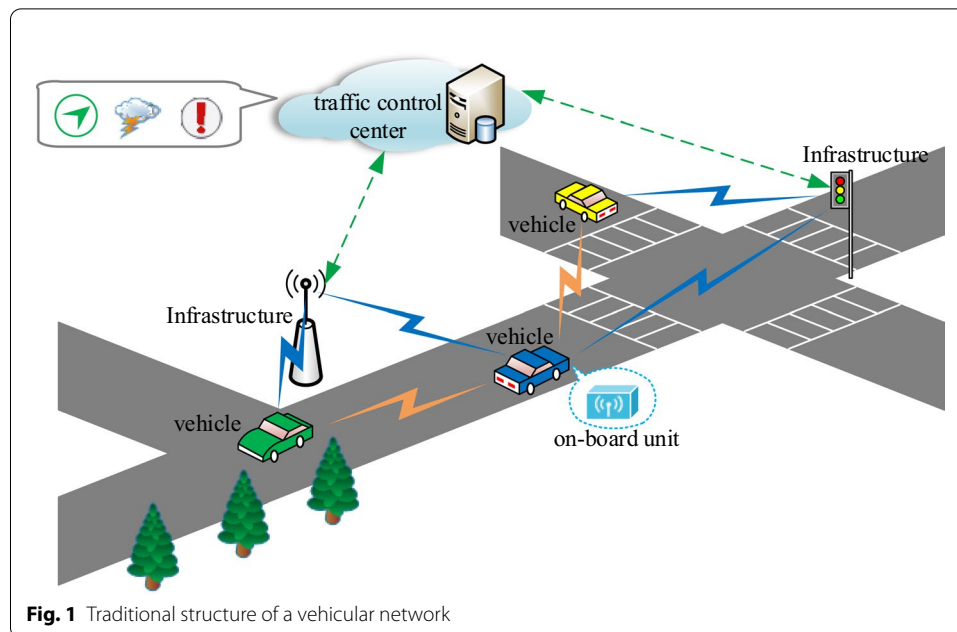 traffic control
center
Infrastructure
vehicle
Infrastructure
vehicle
vehicle
on-board unit
Fig. 1 Traditional structure of a vehicular network